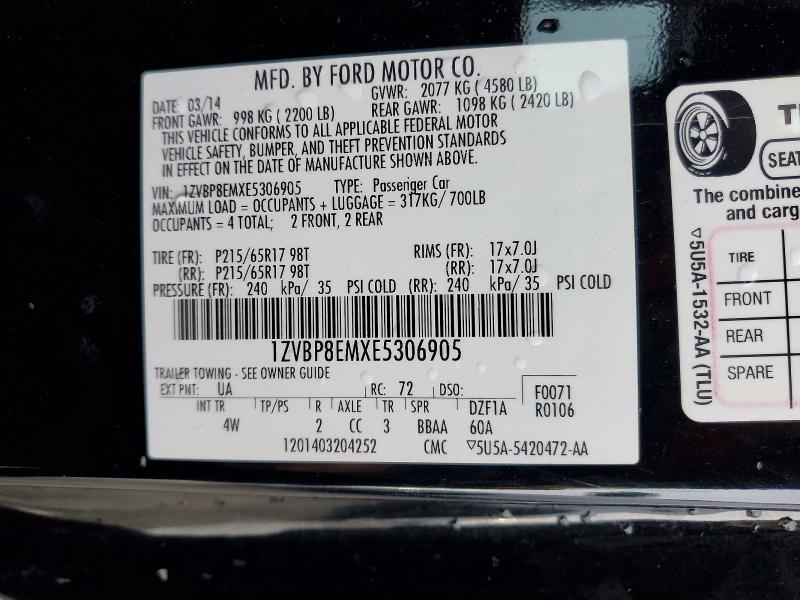 MFD. BY FORD MOTOR CO.
DATE: 03/14 GVWR: 2077 KG ( 4580 LB)
FRONT GAWR: 998 KG ( 2200 LB) REAR GAWR: 1098 KG ( 2420 LB)
THIS VEHICLE CONFORMS TO ALL APPLICABLE FEDERAL MOTOR
VEHICLE SAFETY, BUMPER, AND THEFT PREVENTION STANDARDS
IN EFFECT ON THE DATE OF MANUFACTURE SHOWN ABOVE.
VIN: 1ZVBP8EMXE5306905 TYPE: Passenger Car
MAXIMUM LOAD = OCCUPANTS + LUGGAGE = 317KG/ 700LB
OCCUPANTS = 4 TOTAL; 2 FRONT, 2 REAR
TIRE (FR): P215/65R17 98T RIMS (FR): 17x7.0J
(RR): P215/65R17 98T (RR): 17x7.0J
PRESSURE (FR): 240 kPa/ 35 PSI COLD (RR): 240 kPa/ 35 PSI COLD
1ZVBP8EMXE5306905
TRAILER TOWING - SEE OWNER GUIDE
EXT PNT: UA RC: 72 DSO: F0071
INT TR TP/PS R AXLE TR SPR DZF1A R0106
4W 2 CC 3 BBAA 60A
1201403204252 CMC ▽5U5A-5420472-AA
SEAT
The combine
and carg
TIRE
FRONT
REAR
SPARE
▽5U5A-1532-AA (TLU)